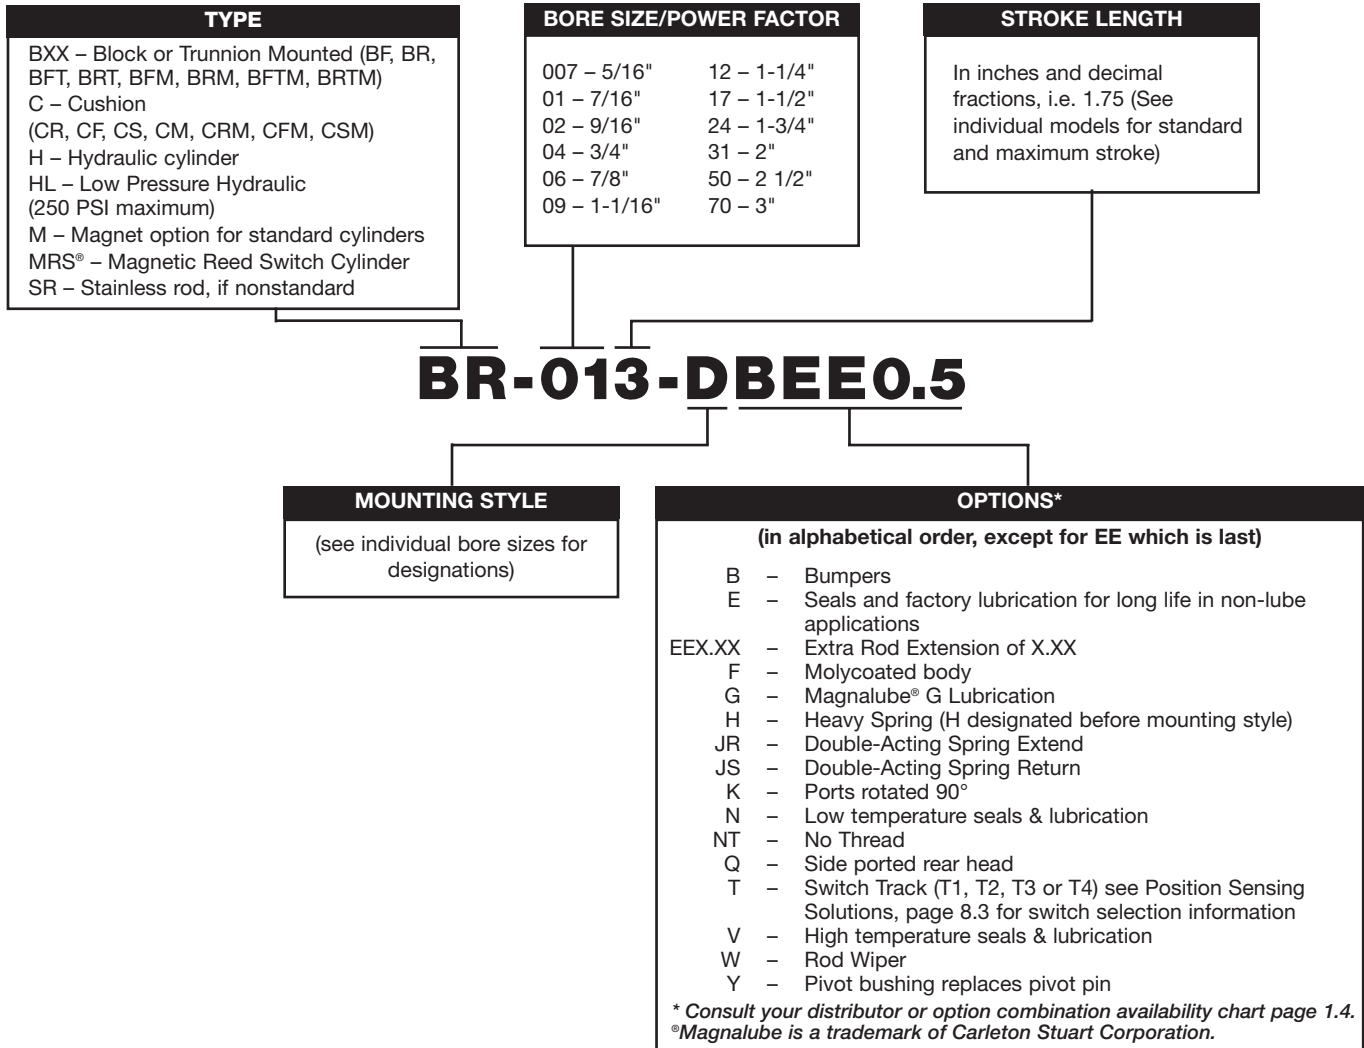 TYPE
BXX – Block or Trunnion Mounted (BF, BR,
BFT, BRT, BFM, BRM, BFTM, BRTM)
C – Cushion
(CR, CF, CS, CM, CRM, CFM, CSM)
H – Hydraulic cylinder
HL – Low Pressure Hydraulic
(250 PSI maximum)
M – Magnet option for standard cylinders
MRS® – Magnetic Reed Switch Cylinder
SR – Stainless rod, if nonstandard
BORE SIZE/POWER FACTOR
007 – 5/16" 12 – 1-1/4"
01 – 7/16" 17 – 1-1/2"
02 – 9/16" 24 – 1-3/4"
04 – 3/4" 31 – 2"
06 – 7/8" 50 – 2 1/2"
09 – 1-1/16" 70 – 3"
STROKE LENGTH
In inches and decimal
fractions, i.e. 1.75 (See
individual models for standard
and maximum stroke)
BR-013-DBEE0.5
MOUNTING STYLE
(see individual bore sizes for
designations)
OPTIONS*
(in alphabetical order, except for EE which is last)
B – Bumpers
E – Seals and factory lubrication for long life in non-lube
applications
EEX.XX – Extra Rod Extension of X.XX
F – Molycoated body
G – Magnalube® G Lubrication
H – Heavy Spring (H designated before mounting style)
JR – Double-Acting Spring Extend
JS – Double-Acting Spring Return
K – Ports rotated 90°
N – Low temperature seals & lubrication
NT – No Thread
Q – Side ported rear head
T – Switch Track (T1, T2, T3 or T4) see Position Sensing
Solutions, page 8.3 for switch selection information
V – High temperature seals & lubrication
W – Rod Wiper
Y – Pivot bushing replaces pivot pin
* Consult your distributor or option combination availability chart page 1.4.
®Magnalube is a trademark of Carleton Stuart Corporation.